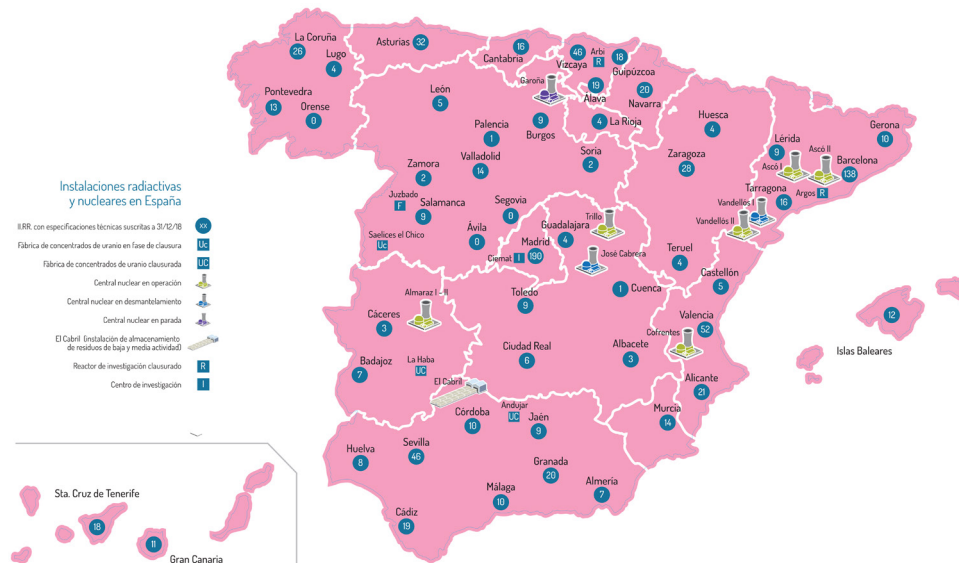 La Coruña
26
Lugo
4
Asturias 32
16
Cantabria
46
Vizcaya
Arbi
R
18
Guipúzcoa
19
Álava
20
Navarra
Garoña
Pontevedra
13
Orense
0
León
5
Palencia
1
9
Burgos
4 La Rioja
Huesca
4
Gerona
10
Lérida
9
Ascó I
Ascó II
Barcelona
138
Zamora
2
Valladolid
14
Soria
2
Zaragoza
28
Tarragona
16
Argos R
Vandellós I
Vandellós II
Juzbado
F
Salamanca
9
Saelices el Chico
Uc
Segovia
0
Ávila
0
Madrid
190
Ciemat I
Guadalajara
4
Trillo
José Cabrera
Teruel
4
Castellón
5
1
Cuenca
Toledo
9
Almaraz I - II
Cáceres
3
Valencia
52
Cofrentes
12
Islas Baleares
Ciudad Real
6
Albacete
3
Badajoz
7
La Haba
UC
El Cabril
Alicante
21
Andujar
UC
Córdoba
10
Jaén
9
Murcia
14
Huelva
8
Sevilla
46
Granada
20
Almería
7
Málaga
10
Cádiz
19
Instalaciones radiactivas
y nucleares en España
II.RR. con especificaciones técnicas suscritas a 31/12/18 xx
Fábrica de concentrados de uranio en fase de clausura Uc
Fábrica de concentrados de uranio clausurada UC
Central nuclear en operación
Central nuclear en desmantelamiento
Central nuclear en parada
El Cabril (instalación de almacenamiento
de residuos de baja y media actividad)
Reactor de investigación clausurado R
Centro de investigación I
Sta. Cruz de Tenerife
18
11
Gran Canaria